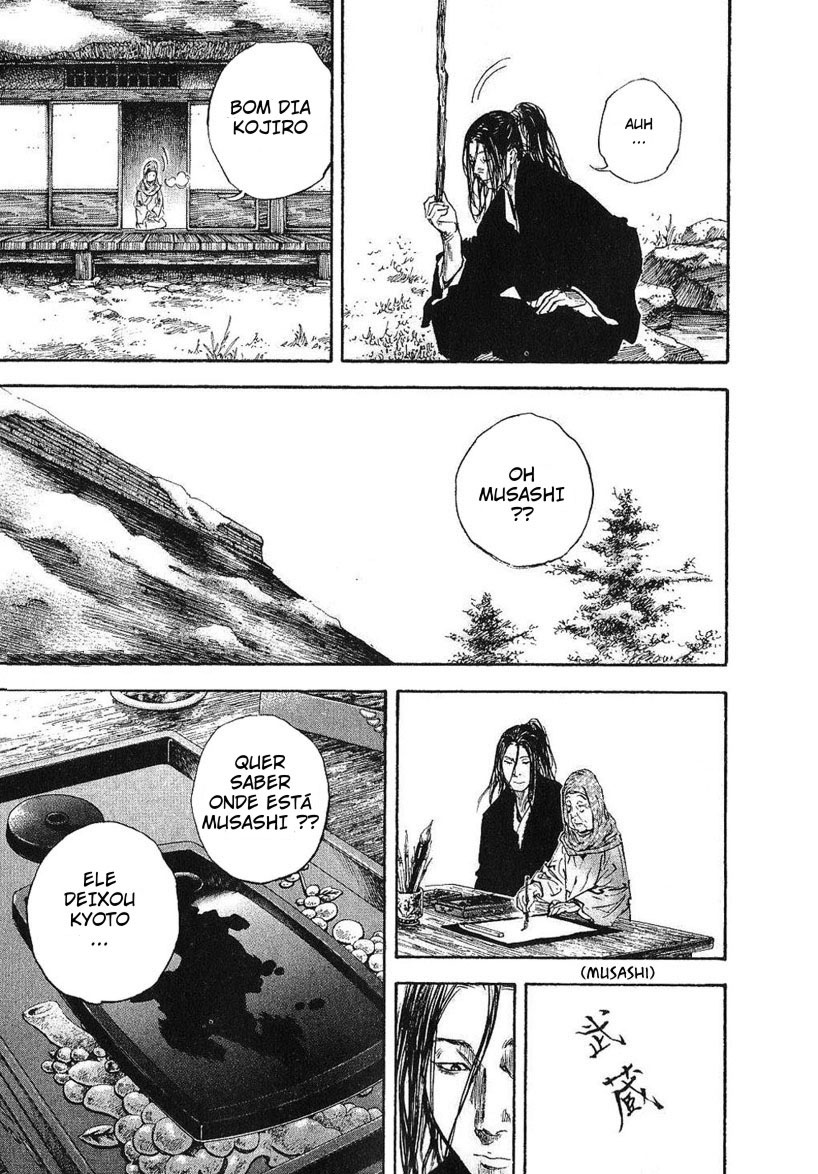 AUH
...
BOM DIA
KOJIRO
OH
MUSASHI
??
(MUSASHI)
武蔵
QUER
SABER
ONDE ESTÁ
MUSASHI ??
ELE
DEIXOU
KYOTO
...